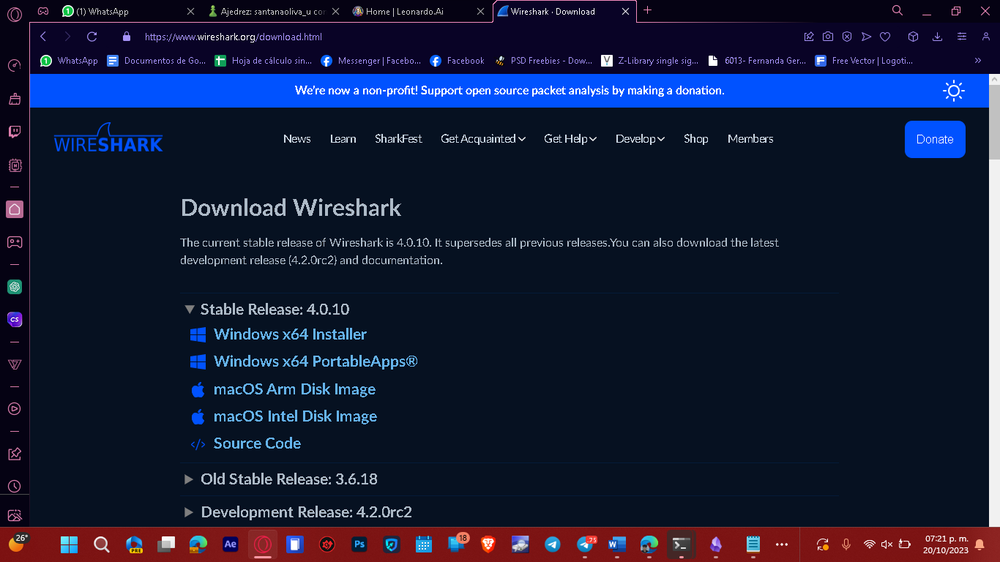 (1) WhatsApp
Ajedrez: santanaoliva_u cor
Home | Leonardo.Ai
Wireshark · Download
https://www.wireshark.org/download.html
WhatsApp
Documentos de Go...
Hoja de cálculo sin...
Messenger | Facebo...
Facebook
PSD Freebies - Dow...
Z-Library single sig...
6013- Fernanda Ger...
Free Vector | Logoti...
We're now a non-profit! Support open source packet analysis by making a donation.
WIRESHARK
News
Learn
SharkFest
Get Acquainted
Get Help
Develop
Shop
Members
Donate
Download Wireshark
The current stable release of Wireshark is 4.0.10. It supersedes all previous releases.You can also download the latest
development release (4.2.0rc2) and documentation.
Stable Release: 4.0.10
Windows x64 Installer
Windows x64 PortableApps®
macOS Arm Disk Image
macOS Intel Disk Image
</> Source Code
Old Stable Release: 3.6.18
Development Release: 4.2.0rc2
CS
26°
PRE
Ae
Ps
18
.75
07:21 p. m.
20/10/2023